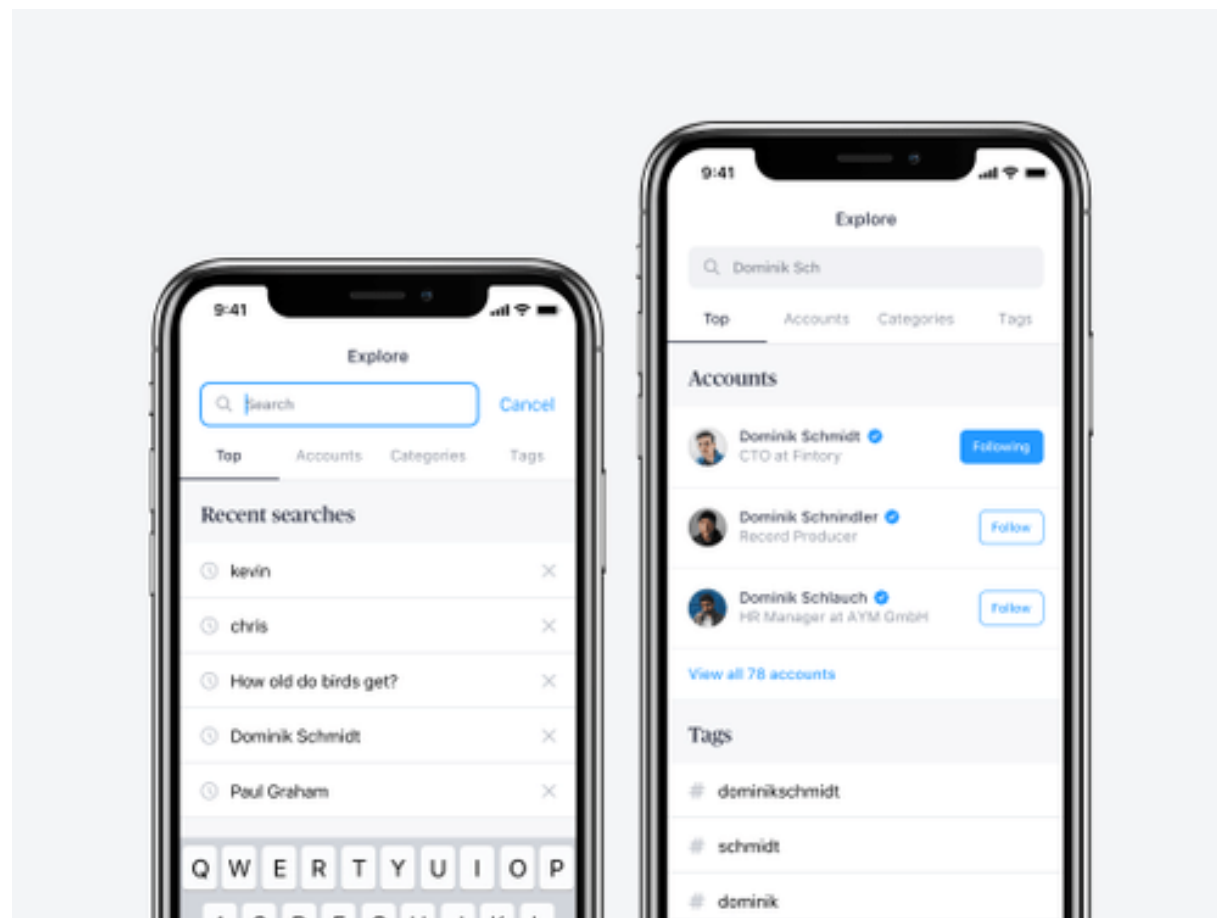 9:41
Explore
Search
Cancel
Top Accounts Categories Tags
Recent searches
kevin
chris
How old do birds get?
Dominik Schmidt
Paul Graham
Q W E R T Y U I O P
9:41
Explore
Dominik Sch
Top Accounts Categories Tags
Accounts
Dominik Schmidt
CTO at Fintory
Following
Dominik Schnindler
Record Producer
Follow
Dominik Schlauch
HR Manager at AYM GmbH
Follow
View all 78 accounts
Tags
# dominikschmidt
# schmidt
# dominik